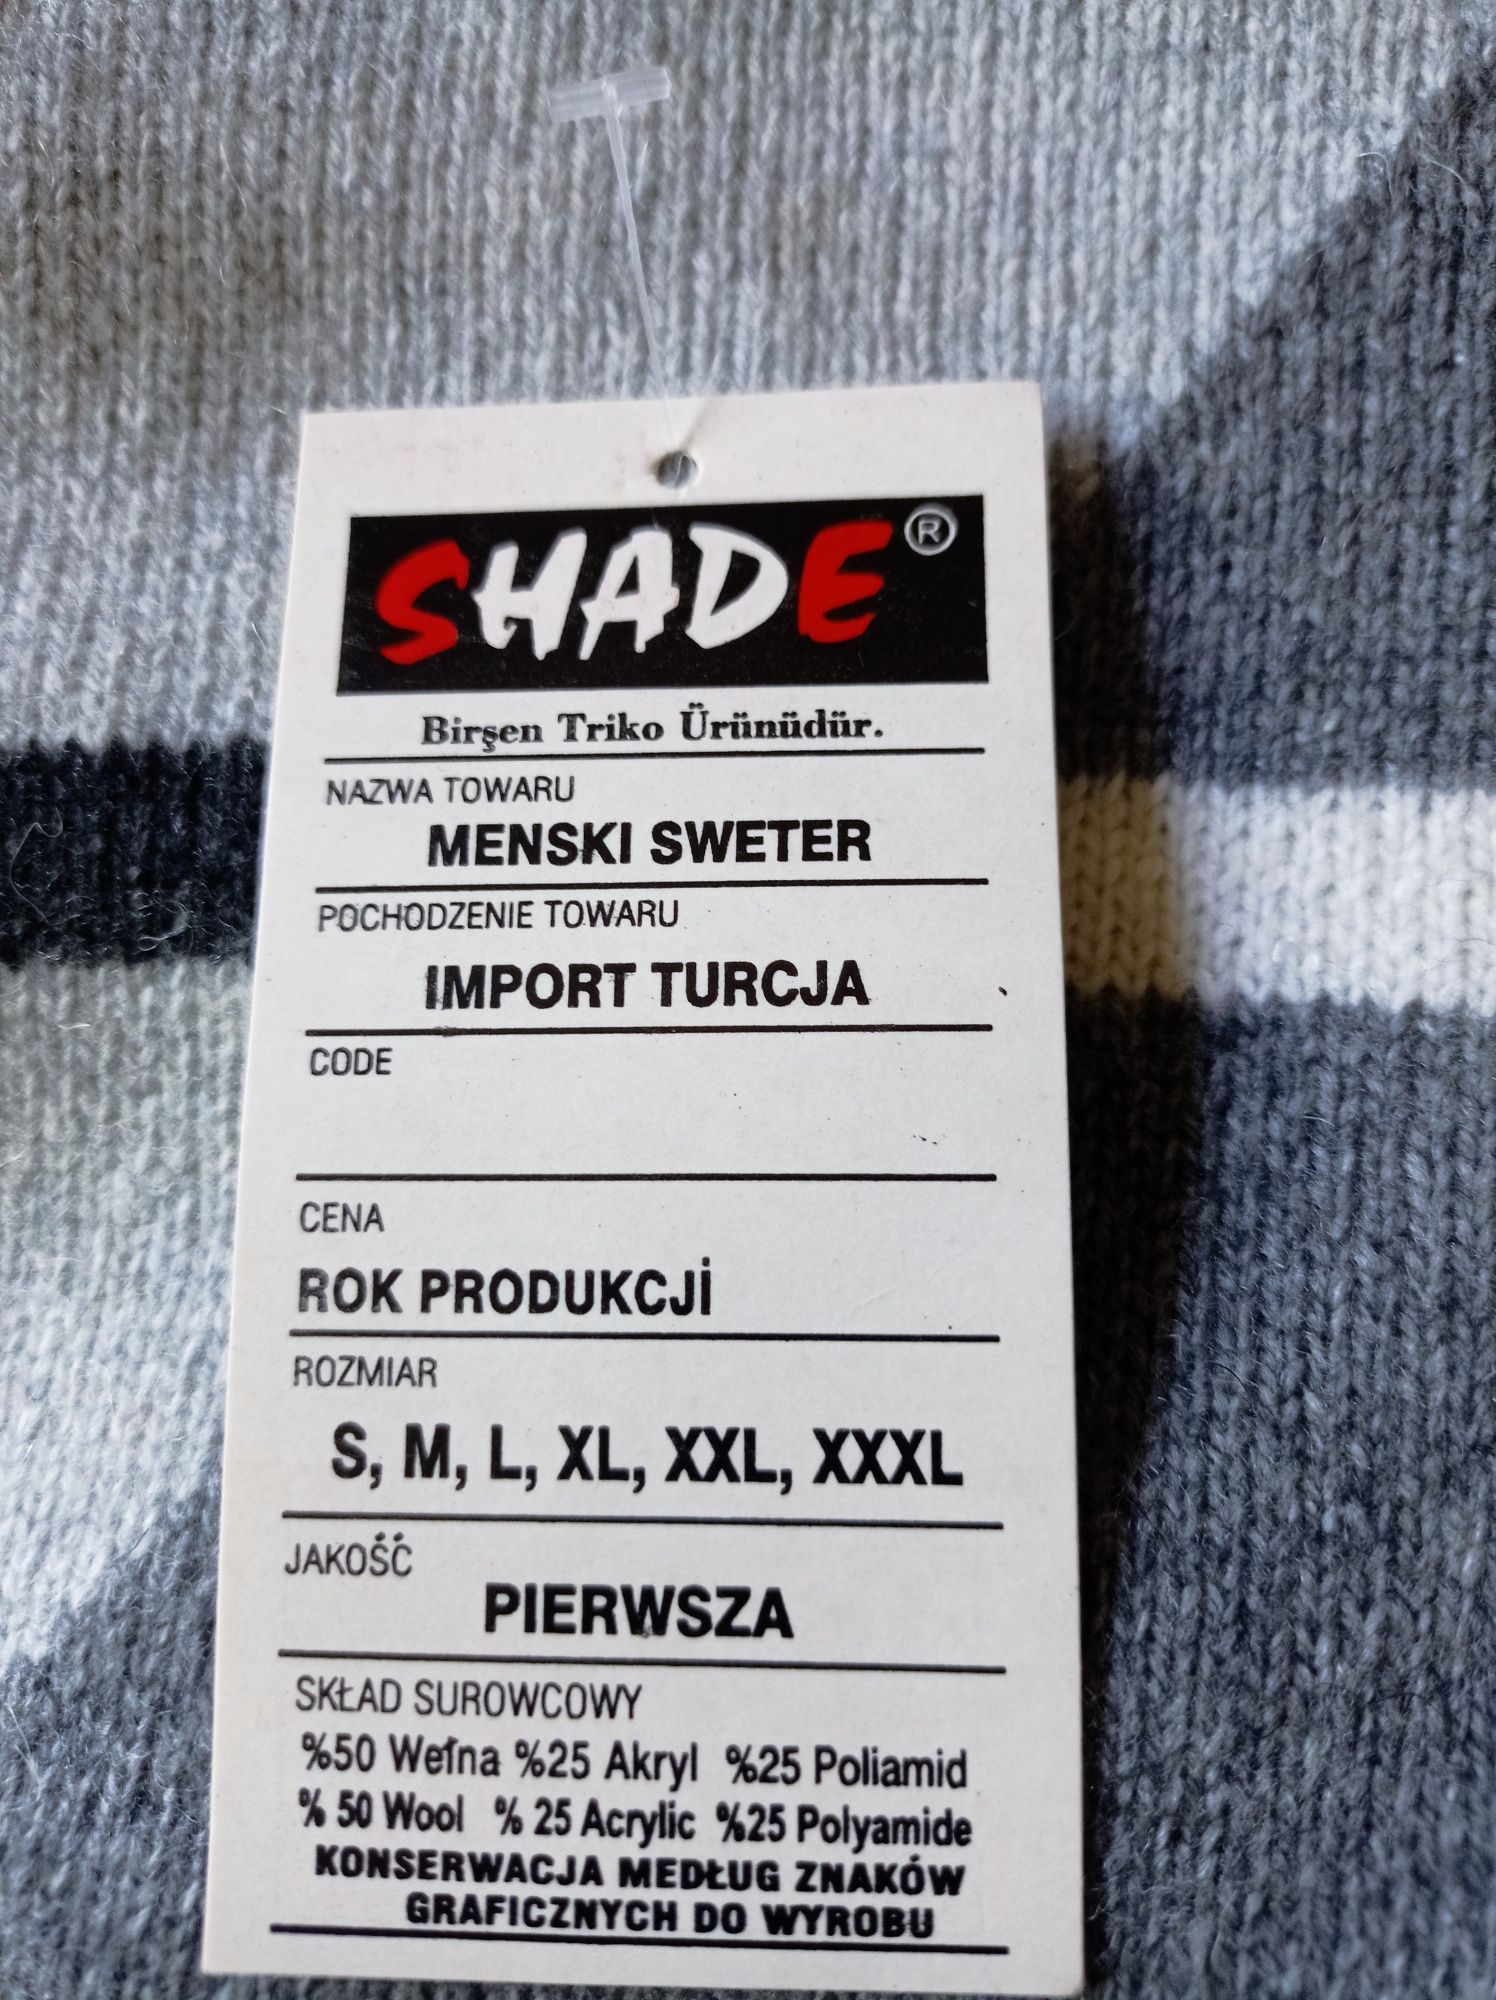 SHADE ®
Birşen Triko Ürünüdür.
NAZWA TOWARU
MENSKI SWETER
POCHODZENIE TOWARU
IMPORT TURCJA
CODE
CENA
ROK PRODUKCJİ
ROZMIAR
S, M, L, XL, XXL, XXXL
JAKOŚĆ
PIERWSZA
SKŁAD SUROWCOWY
%50 Wełna %25 Akryl %25 Poliamid
% 50 Wool % 25 Acrylic %25 Polyamide
KONSERWACJA MEDŁUG ZNAKÓW
GRAFICZNYCH DO WYROBU